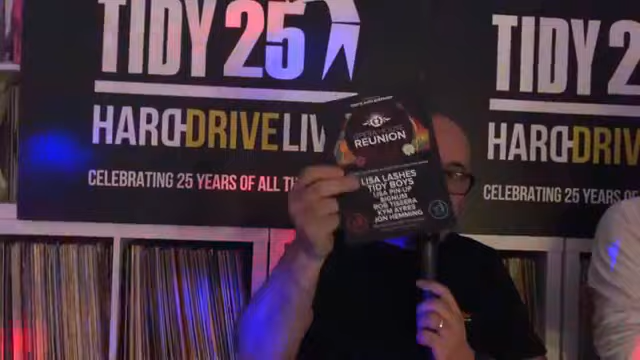 TIDY 25
HARD DRIVE LIV
CELEBRATING 25 YEARS OF ALL TH
REUNION
LISA LASHES
TIDY BOYS
LISA PIN-UP
SIGNUM
ROB TISSERA
KYM AYRES
JON HEMMING
TIDY 2
HARD DRIV
CELEBRATING 25 YEARS OF